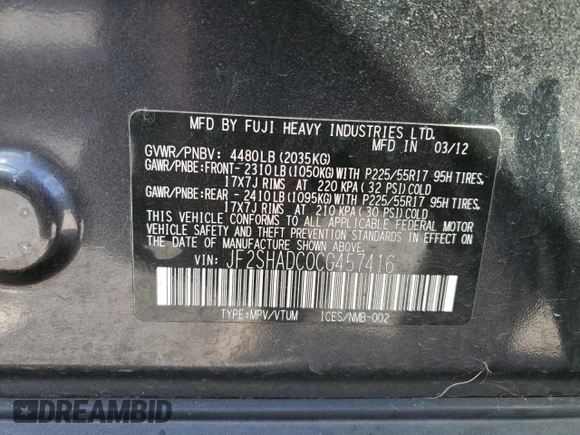 MFD BY FUJI HEAVY INDUSTRIES LTD.
MFD IN 03/12
GVWR/PNBV: 4480LB (2035KG)
GAWR/PNBE:FRONT-2310LB(1050KG)WITH P225/55R17 95H TIRES,
17X7J RIMS AT 220 KPA(32 PSI)COLD
GAWR/PNBE:REAR -2410LB(1095KG)WITH P225/55R17 95H TIRES,
17X7J RIMS AT 210 KPA(30 PSI)COLD
THIS VEHICLE CONFORMS TO ALL APPLICABLE FEDERAL MOTOR
VEHICLE SAFETY, BUMPER, AND THEFT PREVENTION STANDARDS IN EFFECT
ON THE DATE OF MANUFACTURE SHOWN ABOVE.
VIN: JF2SHADC0CG457416
TYPE:MPV/VTUM ICES/NMB-002
DREAMBID